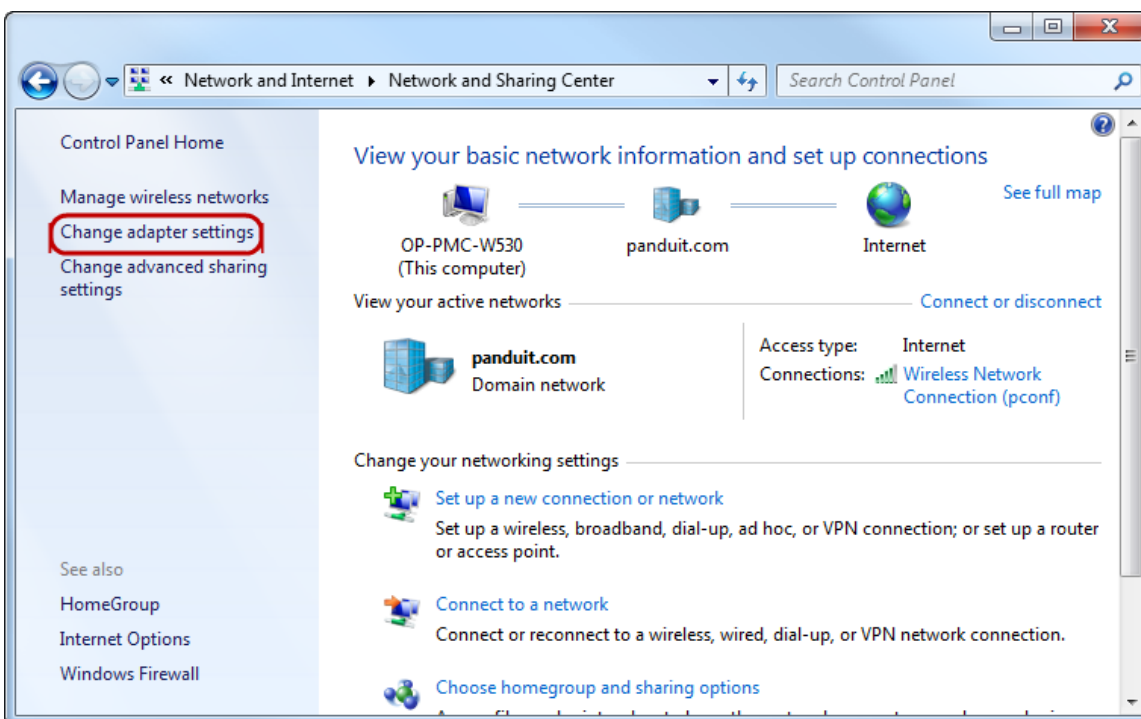 « Network and Internet ▸ Network and Sharing Center
Search Control Panel
Control Panel Home
Manage wireless networks
Change adapter settings
Change advanced sharing
settings
See also
HomeGroup
Internet Options
Windows Firewall
View your basic network information and set up connections
See full map
OP-PMC-W530
(This computer)
panduit.com
Internet
View your active networks
Connect or disconnect
panduit.com
Domain network
Access type: Internet
Connections: Wireless Network
Connection (pconf)
Change your networking settings
Set up a new connection or network
Set up a wireless, broadband, dial-up, ad hoc, or VPN connection; or set up a router
or access point.
Connect to a network
Connect or reconnect to a wireless, wired, dial-up, or VPN network connection.
Choose homegroup and sharing options